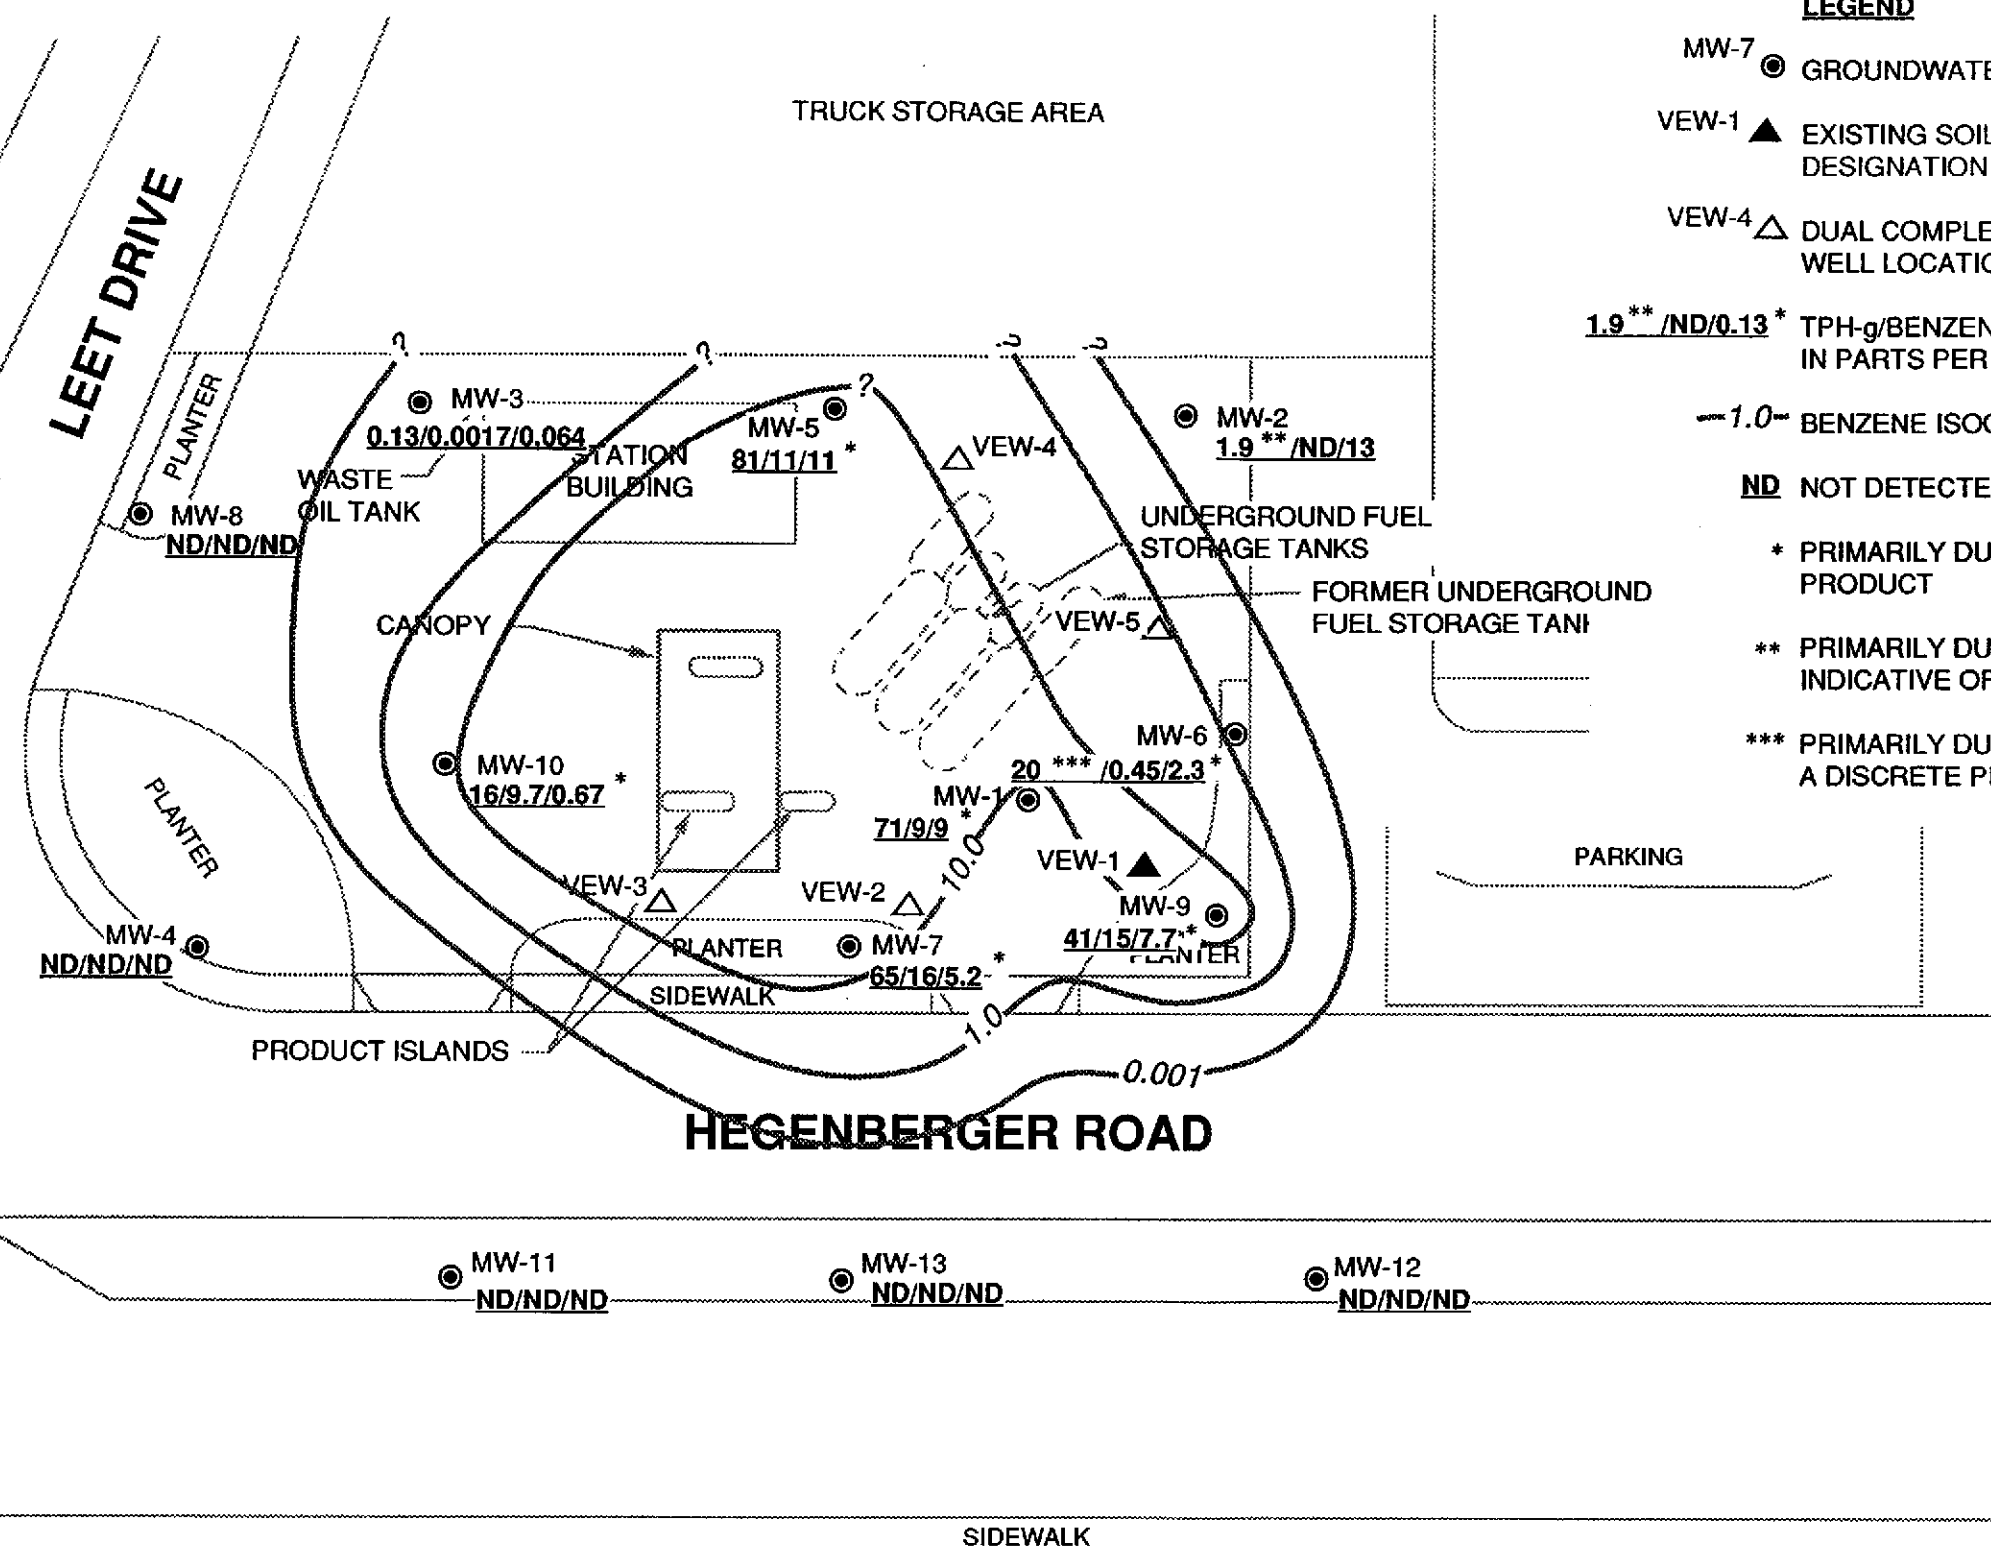 LEGEND
MW-7
GROUNDWATE
VEW-1
EXISTING SOIL
DESIGNATION
VEW-4
DUAL COMPLE
WELL LOCATIO
1.9 ** /ND/0.13 *
TPH-g/BENZEN
IN PARTS PER
1.0
BENZENE ISOC
ND
NOT DETECTE
*
PRIMARILY DU
PRODUCT
**
PRIMARILY DU
INDICATIVE OF
***
PRIMARILY DU
TRUCK STORAGE AREA
LEET DRIVE
PLANTER
? ? ? ?
MW-3
0.13/0.0017/0.064
WASTE
OIL TANK
STATION
BUILDING
?
MW-5
81/11/11 *
VEW-4
MW-2
1.9 ** /ND/13
MW-8
ND/ND/ND
UNDERGROUND FUEL
STORAGE TANKS
FORMER UNDERGROUND
FUEL STORAGE TANK
VEW-5
CANOPY
MW-6
20 *** /0.45/2.3 *
MW-10
16/9.7/0.67 *
MW-1
71/9/9 *
10.0
PLANTER
VEW-1
VEW-3
VEW-2
MW-9
41/15/7.7 *
PLANTER
PARKING
MW-4
ND/ND/ND
PLANTER
MW-7
65/16/5.2 *
SIDEWALK
1.0
PRODUCT ISLANDS
0.001
HEGENBERGER ROAD
MW-11
ND/ND/ND
MW-13
ND/ND/ND
MW-12
ND/ND/ND
SIDEWALK